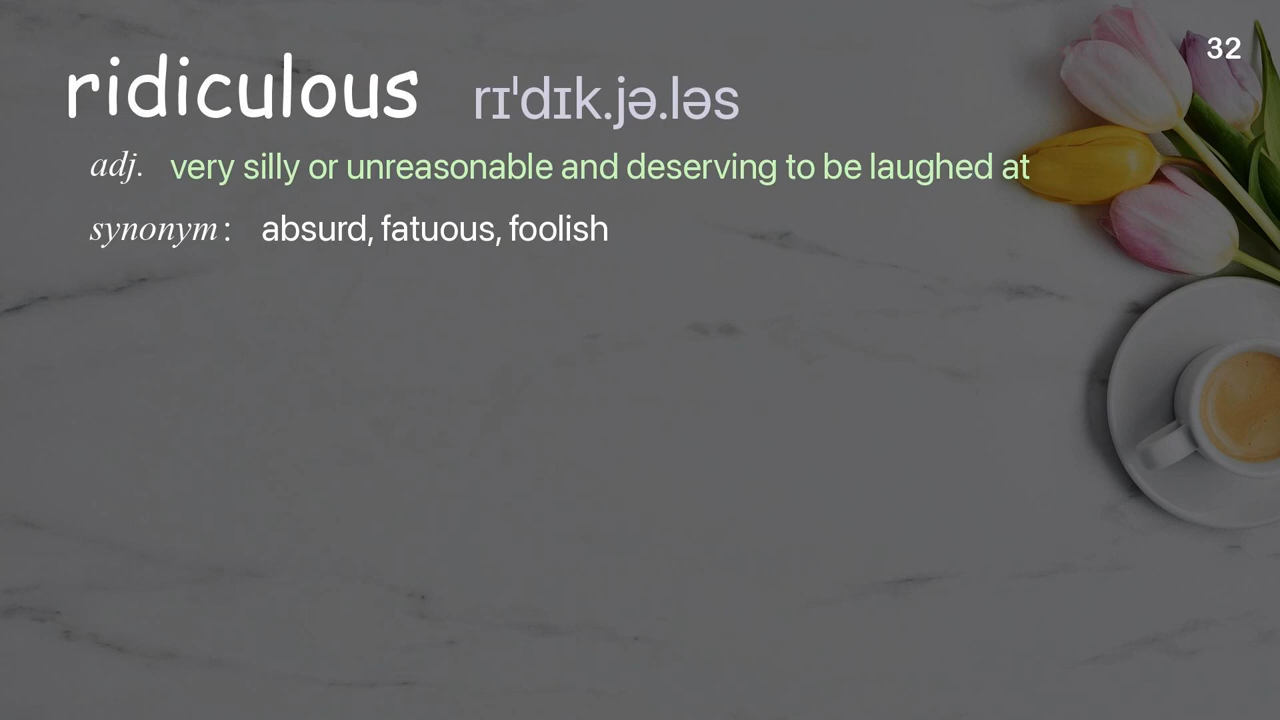 32
ridiculous rɪˈdɪk.jə.ləs
adj. very silly or unreasonable and deserving to be laughed at
synonym: absurd, fatuous, foolish